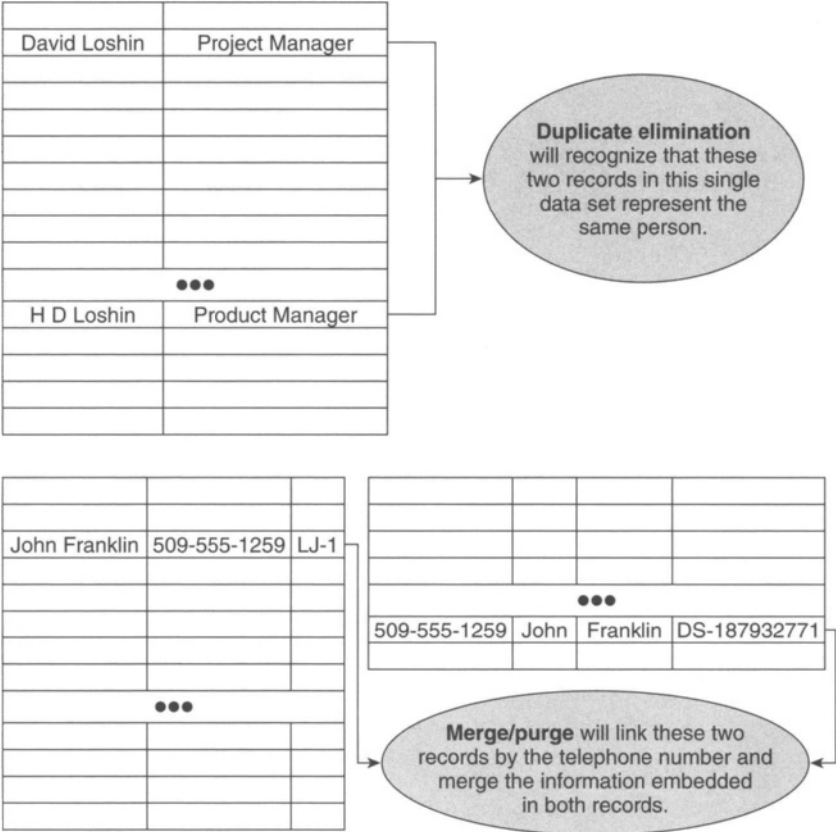 David Loshin Project Manager
Duplicate elimination
will recognize that these
two records in this single
data set represent the
same person.
●●●
H D Loshin Product Manager
John Franklin 509-555-1259 LJ-1
●●●
●●●
509-555-1259 John Franklin DS-187932771
Merge/purge will link these two
records by the telephone number and
merge the information embedded
in both records.